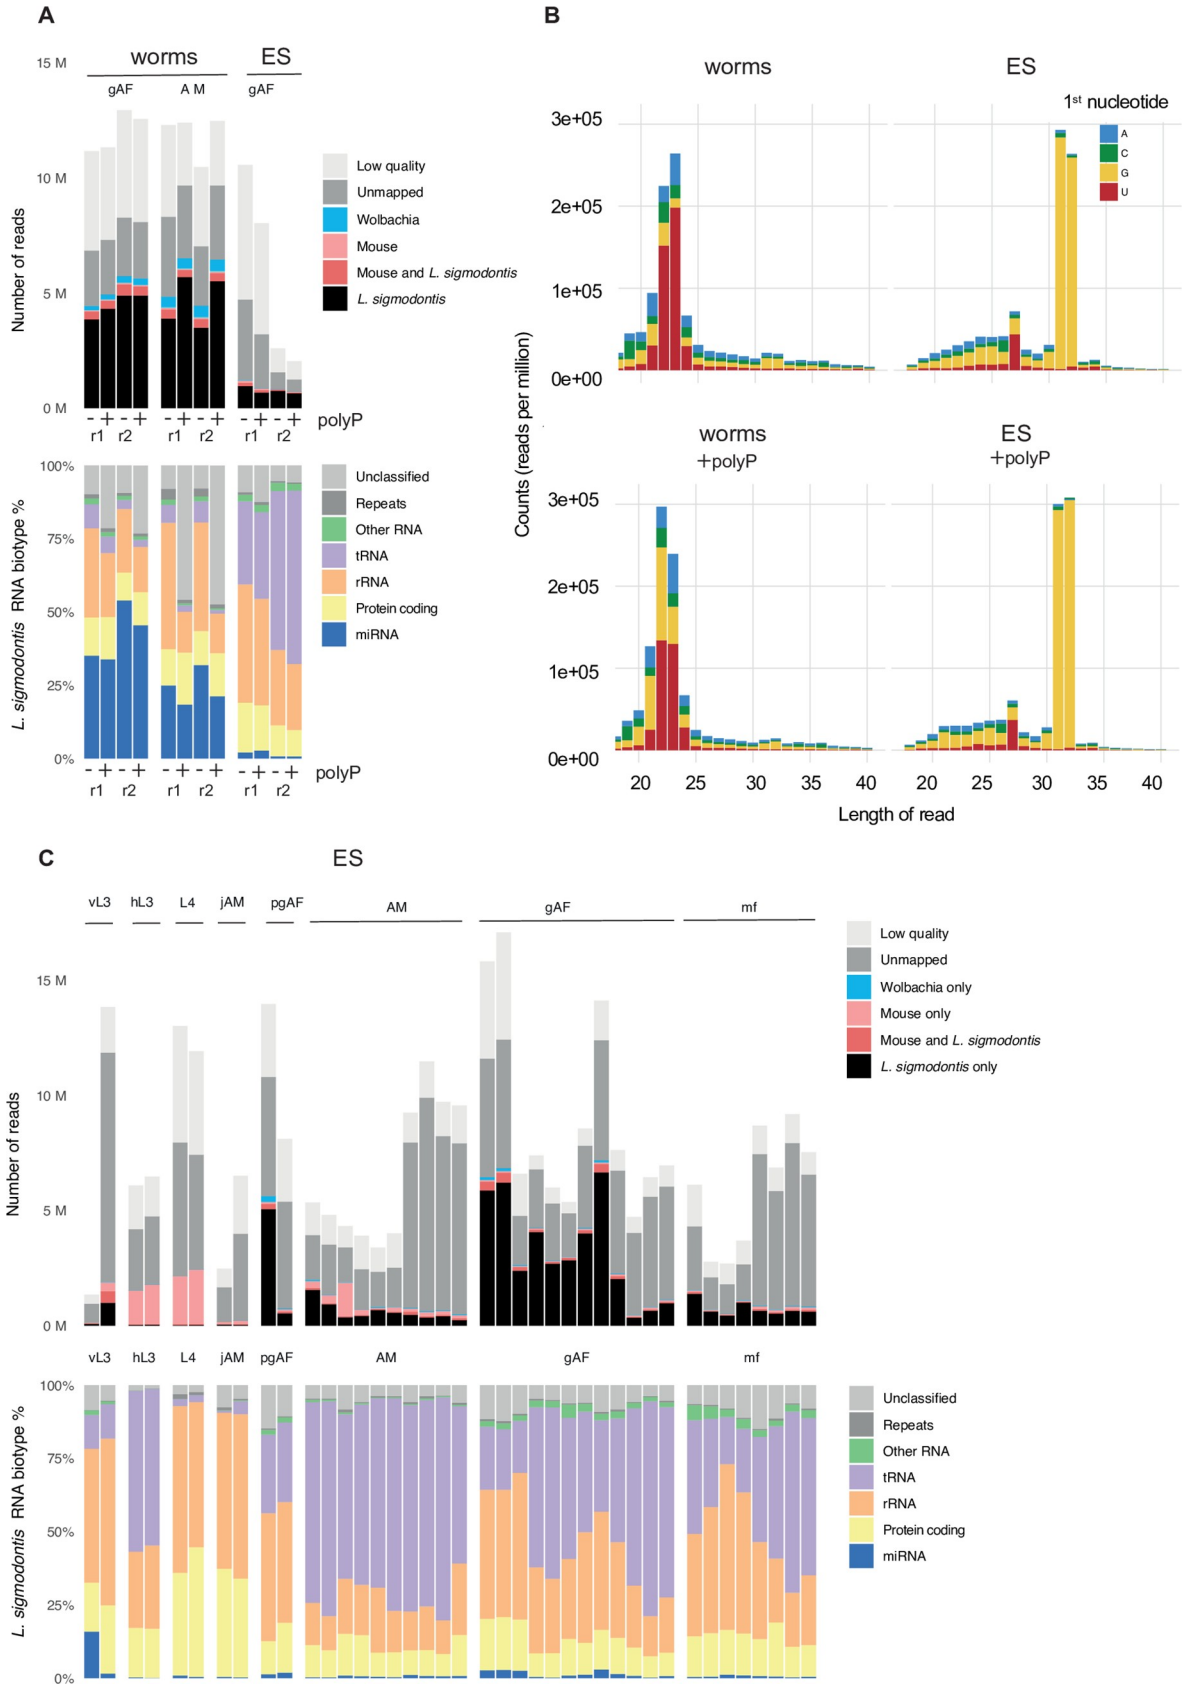 A
worms ES
gAF A M gAF
15 M
10 M
5 M
0 M
Number of reads
Low quality
Unmapped
Wolbachia
Mouse
Mouse and L. sigmodontis
L. sigmodontis
- + - + - + - + - + - + polyP
r1 r2 r1 r2 r1 r2
100%
75%
50%
25%
0%
L. sigmodontis RNA biotype %
Unclassified
Repeats
Other RNA
tRNA
rRNA
Protein coding
miRNA
- + - + - + - + - + - + polyP
r1 r2 r1 r2 r1 r2
B
worms ES
1st nucleotide
A
C
G
U
3e+05
2e+05
1e+05
0e+00
Counts (reads per million)
worms
+polyP
ES
+polyP
3e+05
2e+05
1e+05
0e+00
20 25 30 35 40 20 25 30 35 40
Length of read
C
ES
vL3 hL3 L4 jAM pgAF AM gAF mf
15 M
10 M
5 M
0 M
Number of reads
Low quality
Unmapped
Wolbachia only
Mouse only
Mouse and L. sigmodontis
L. sigmodontis only
vL3 hL3 L4 jAM pgAF AM gAF mf
100%
75%
50%
25%
0%
L. sigmodontis RNA biotype %
Unclassified
Repeats
Other RNA
tRNA
rRNA
Protein coding
miRNA